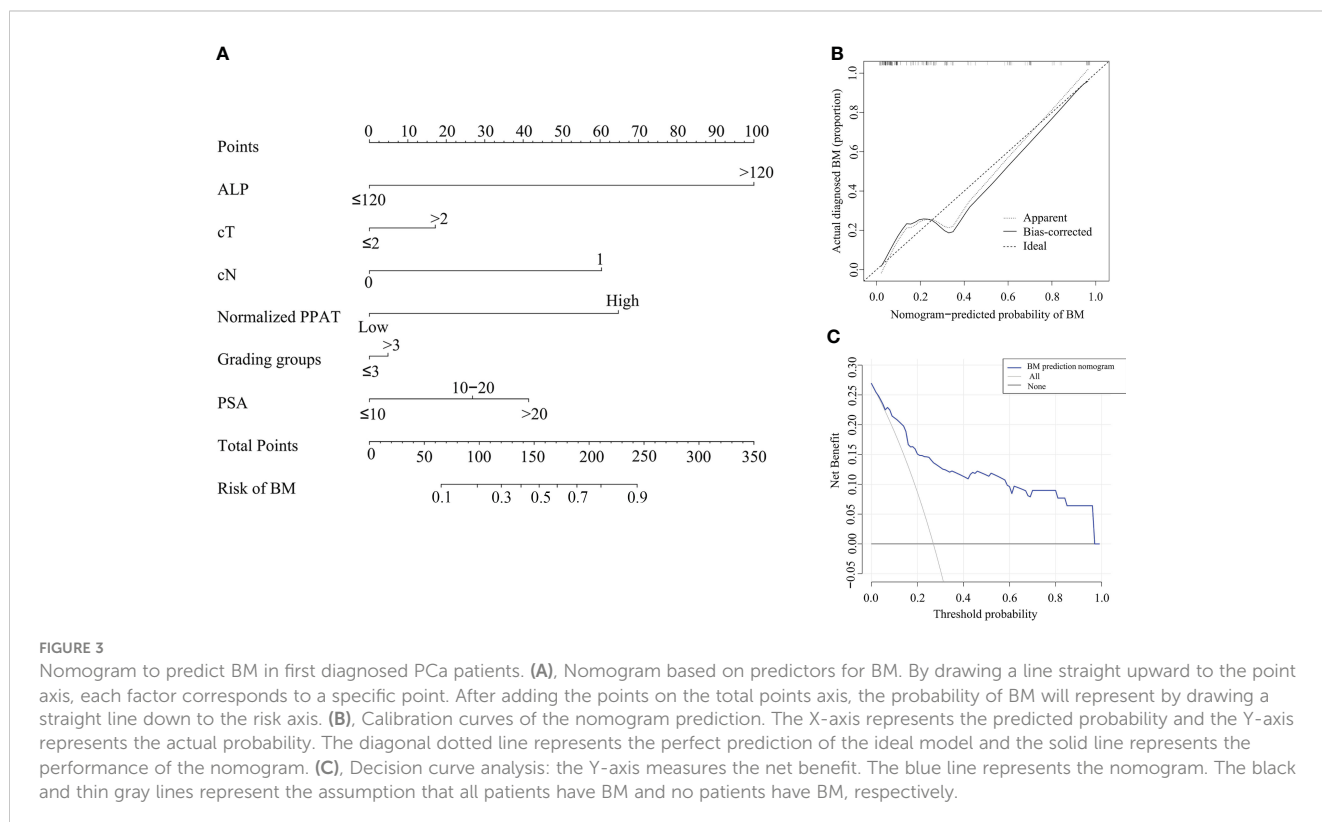 A
0 10 20 30 40 50 60 70 80 90 100
Points
>120
ALP
≤120
>2
cT
≤2
1
cN
0
High
Normalized PPAT
Low
>3
Grading groups
≤3
10−20
PSA
≤10 >20
Total Points
0 50 100 150 200 250 300 350
Risk of BM
0.1 0.3 0.5 0.7 0.9
B
Actual diagnosed BM (proportion)
1.0
0.8
0.6
0.4
0.2
0.0
Apparent
Bias−corrected
Ideal
0.0 0.2 0.4 0.6 0.8 1.0
Nomogram−predicted probability of BM
C
Net Benefit
0.30
0.25
0.20
0.15
0.10
0.05
0.00
−0.05
BM prediction nomogram
All
None
0.0 0.2 0.4 0.6 0.8 1.0
Threshold probability
FIGURE 3
Nomogram to predict BM in first diagnosed PCa patients. (A), Nomogram based on predictors for BM. By drawing a line straight upward to the point
axis, each factor corresponds to a specific point. After adding the points on the total points axis, the probability of BM will represent by drawing a
straight line down to the risk axis. (B), Calibration curves of the nomogram prediction. The X-axis represents the predicted probability and the Y-axis
represents the actual probability. The diagonal dotted line represents the perfect prediction of the ideal model and the solid line represents the
performance of the nomogram. (C), Decision curve analysis: the Y-axis measures the net benefit. The blue line represents the nomogram. The black
and thin gray lines represent the assumption that all patients have BM and no patients have BM, respectively.